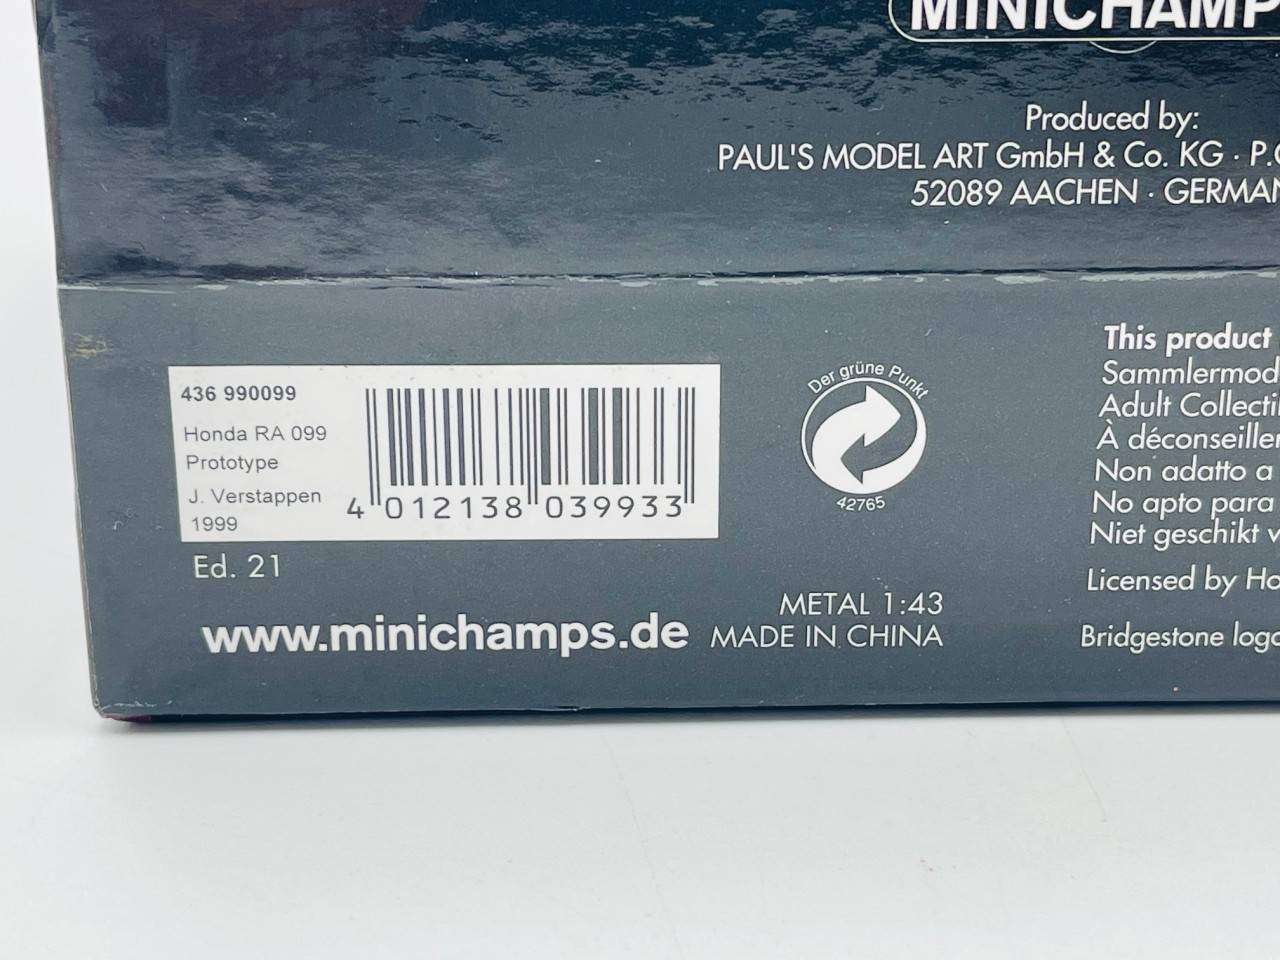 MINICHAMP
Produced by:
PAUL'S MODEL ART GmbH & Co. KG · P.
52089 AACHEN · GERMAN
436 990099
Honda RA 099
Prototype
J. Verstappen
1999
4 012138 039933
Ed. 21
www.minichamps.de
Der grüne Punkt
42765
METAL 1:43
MADE IN CHINA
This product
Sammlermod
Adult Collecti
À déconseiller
Non adatto a
No apto para
Niet geschikt v
Licensed by Ho
Bridgestone logo